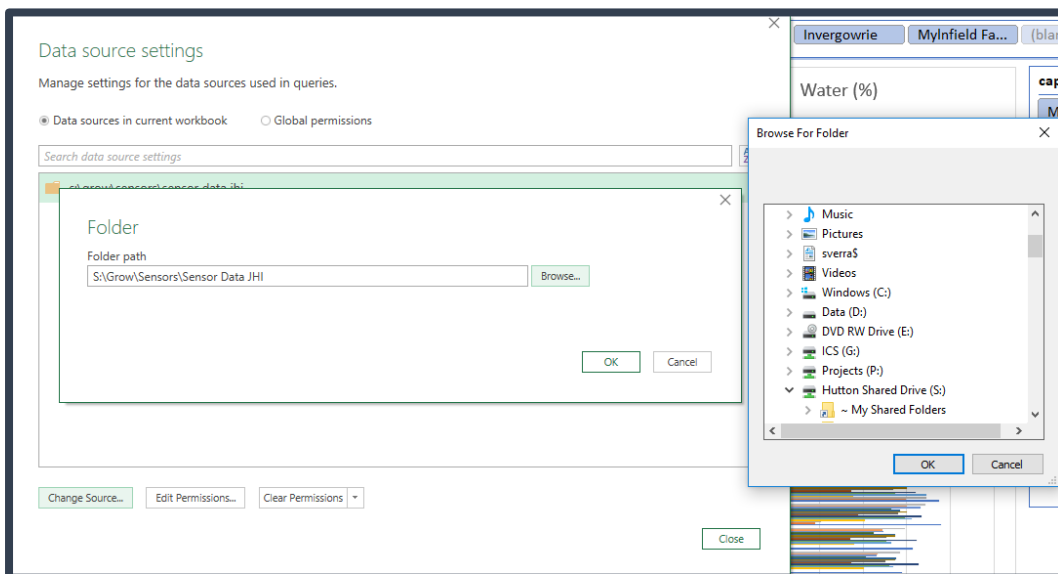 Data source settings
Manage settings for the data sources used in queries.
Data sources in current workbook
Global permissions
Search data source settings
Folder
Folder path
S:\Grow\Sensors\Sensor Data JHI
Browse...
OK
Cancel
Change Source...
Edit Permissions...
Clear Permissions
Close
Invergowrie
Mylnfield Fa...
Water (%)
Browse For Folder
Music
Pictures
sverra$
Videos
Windows (C:)
Data (D:)
DVD RW Drive (E:)
ICS (G:)
Projects (P:)
Hutton Shared Drive (S:)
~ My Shared Folders
OK
Cancel